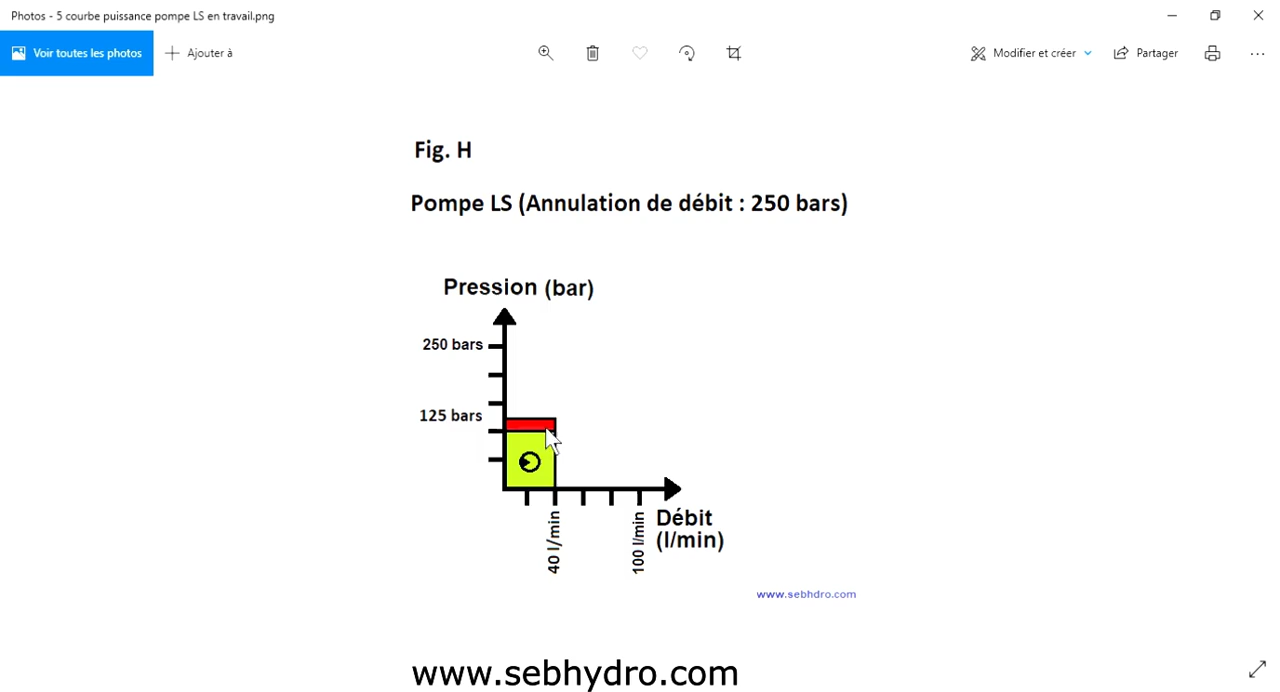 Photos - 5 courbe puissance pompe LS en travail.png
Voir toutes les photos
Ajouter à
Modifier et créer
Partager
Fig. H
Pompe LS (Annulation de débit : 250 bars)
Pression (bar)
250 bars
125 bars
40 l/min
100 l/min
Débit
(l/min)
www.sebhdro.com
www.sebhydro.com